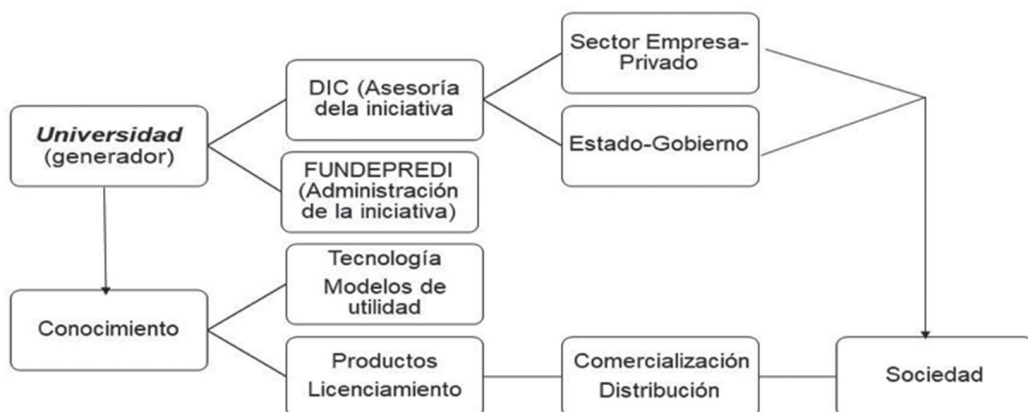 Sector Empresa-
Privado
DIC (Asesoría
dela iniciativa
Universidad
(generador)
Estado-Gobierno
FUNDEPREDI
(Administración
de la iniciativa)
Tecnología
Modelos de
utilidad
Conocimiento
Productos
Licenciamiento
Comercialización
Distribución
Sociedad